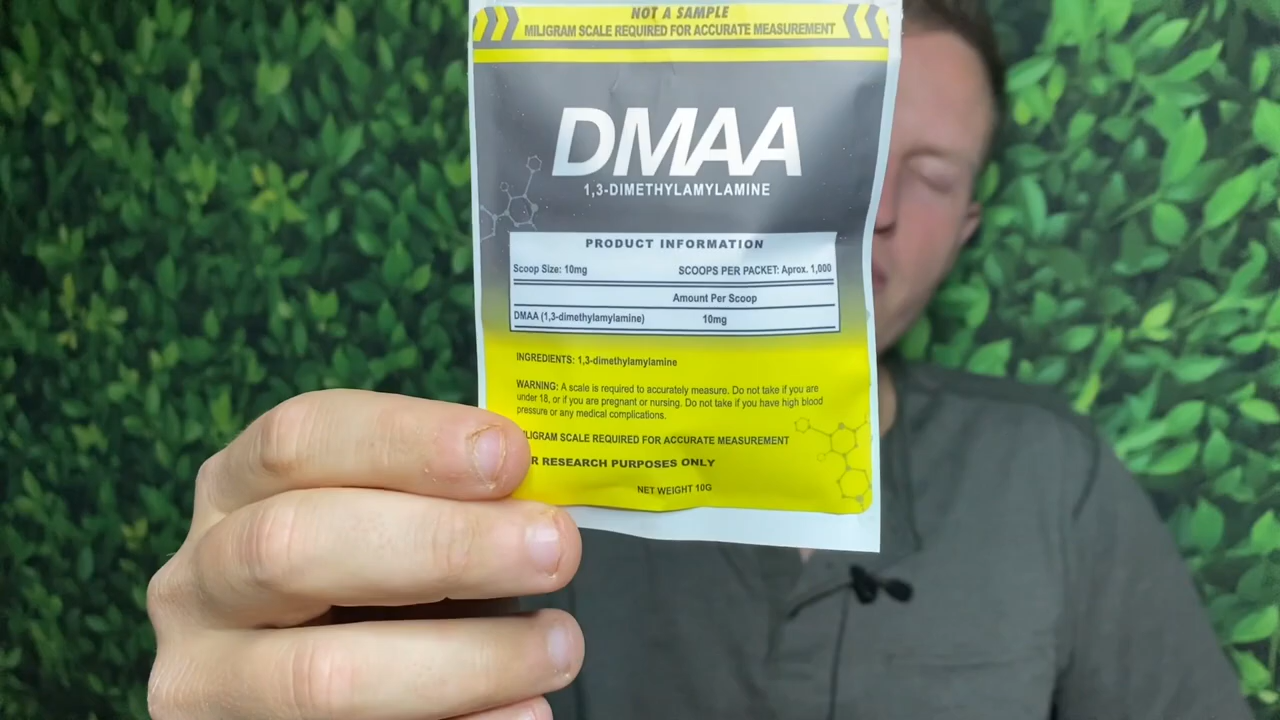 NOT A SAMPLE
MILIGRAM SCALE REQUIRED FOR ACCURATE MEASUREMENT
DMAA
1,3-DIMETHYLAMYLAMINE
PRODUCT INFORMATION
Scoop Size: 10mg SCOOPS PER PACKET: Aprox. 1,000
Amount Per Scoop
DMAA (1,3-dimethylamylamine) 10mg
INGREDIENTS: 1,3-dimethylamylamine
WARNING: A scale is required to accurately measure. Do not take if you are
under 18, or if you are pregnant or nursing. Do not take if you have high blood
pressure or any medical complications.
ILIGRAM SCALE REQUIRED FOR ACCURATE MEASUREMENT
R RESEARCH PURPOSES ONLY
NET WEIGHT 10G